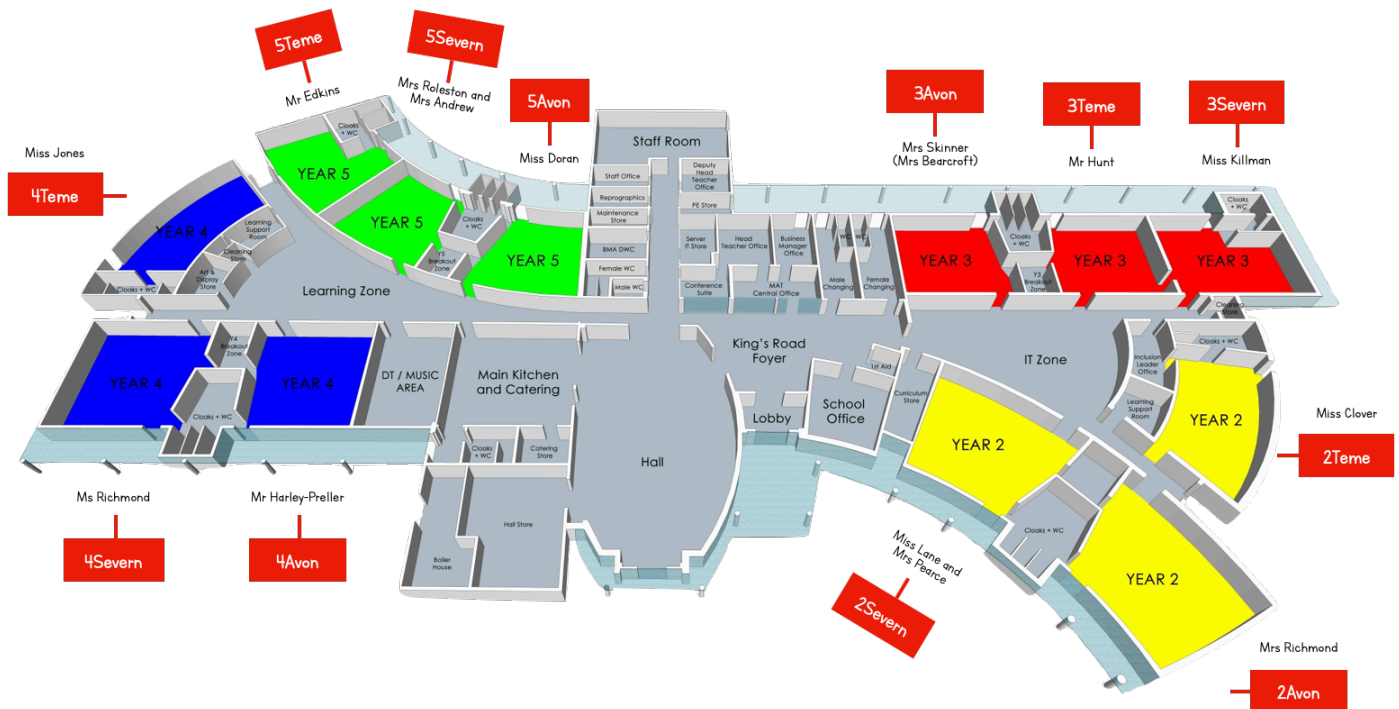 5Teme
Mr Edkins
5Severn
Mrs Roleston and
Mrs Andrew
5Avon
Miss Doran
3Avon
Mrs Skinner
(Mrs Bearcroft)
3Teme
Mr Hunt
3Severn
Miss Killman
Miss Jones
4Teme
Cloaks
+ WC
YEAR 5
YEAR 5
YEAR 5
Cloaks
+ WC
Y5
Breakout
Zone
Staff Room
Staff Office
Reprographics
Maintenance
Store
BMA DWC
Female WC
Male WC
Deputy
Head
Teacher
Office
PE Store
Server
IT Store
Head
Teacher Office
Business
Manager
Office
Conference
Suite
MAT
Central Office
WC
WC
Male
Changing
Female
Changing
YEAR 3
Cloaks
+ WC
Y3
Breakout
Zone
YEAR 3
YEAR 3
Cloaks
+ WC
Cleaning
Store
YEAR 4
Learning
Support
Room
Cleaning
Store
Art &
Display
Store
Cloaks + WC
Learning Zone
YEAR 4
Y4
Breakout
Zone
YEAR 4
Cloaks + WC
DT / MUSIC
AREA
Main Kitchen
and Catering
Cloaks
+ WC
Catering
Store
Hall Store
Boiler
House
Hall
King's Road
Foyer
Lobby
School
Office
1st Aid
Curriculum
Store
IT Zone
Inclusion
Leader
Office
Cloaks + WC
Learning
Support
Room
YEAR 2
YEAR 2
Cloaks + WC
YEAR 2
Miss Clover
2Teme
Ms Richmond
4Severn
Mr Harley-Preller
4Avon
Miss Lane and
Mrs Pearce
2Severn
Mrs Richmond
2Avon